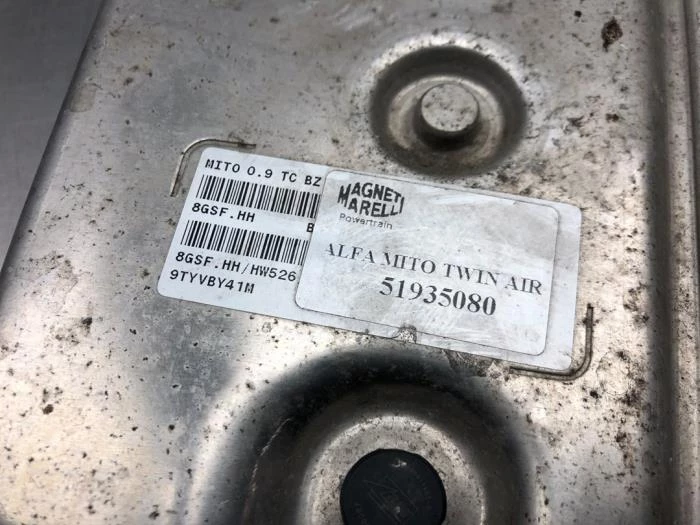 MITO 0.9 TC BZ
8GSF.HH B
8GSF.HH/HW526
9TYVBY41M
MAGNETI
MARELLI
Powertrain
ALFA MITO TWIN AIR
51935080